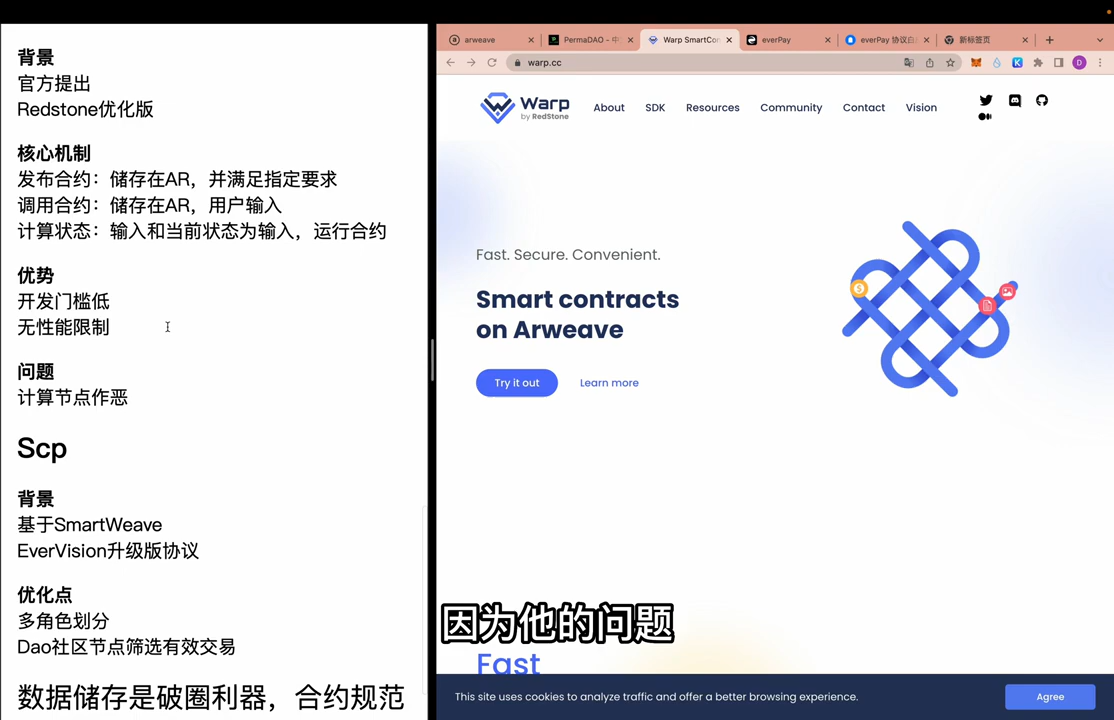 背景
官方提出
Redstone优化版
核心机制
发布合约：储存在AR，并满足指定要求
调用合约：储存在AR，用户输入
计算状态：输入和当前状态为输入，运行合约
优势
开发门槛低
无性能限制
问题
计算节点作恶
Scp
背景
基于SmartWeave
EverVision升级版协议
优化点
多角色划分
Dao社区节点筛选有效交易
数据储存是破圈利器，合约规范
arweave
PermaDAO - 中
Warp SmartCon
everPay
everPay 协议白
新标签页
warp.cc
D
Warp
by RedStone
About
SDK
Resources
Community
Contact
Vision
Fast. Secure. Convenient.
Smart contracts
on Arweave
Try it out
Learn more
因为他的问题
Fast
This site uses cookies to analyze traffic and offer a better browsing experience.
Agree